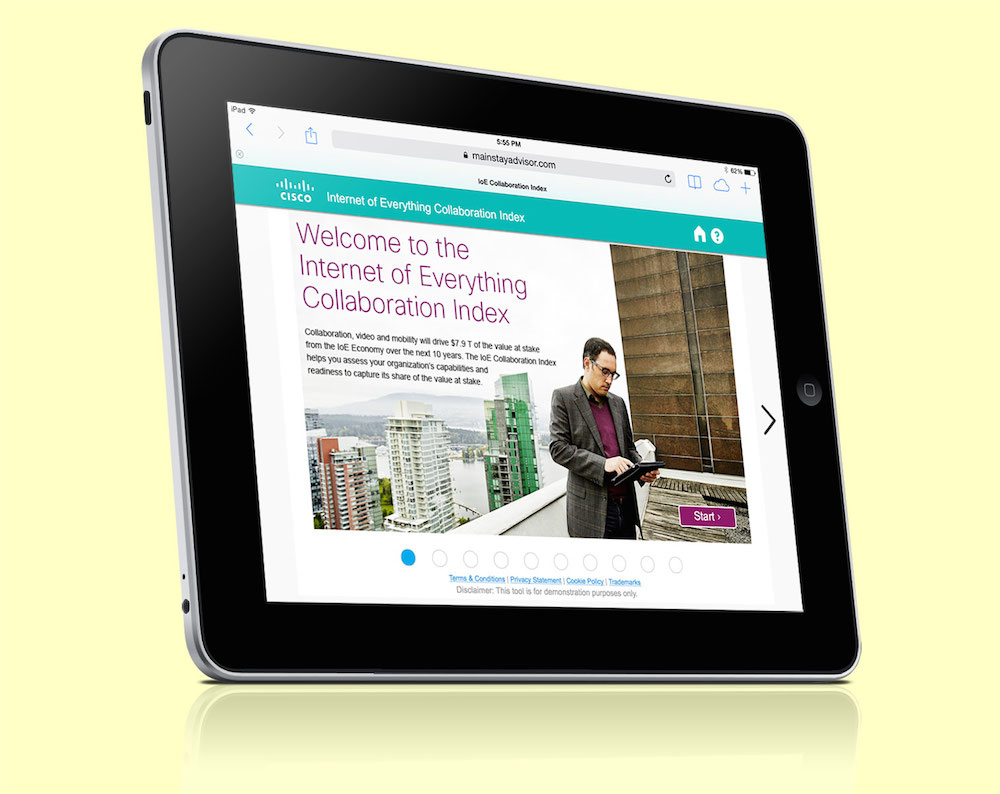 iPad
5:55 PM
62%
mainstayadvisor.com
IoE Collaboration Index
CISCO
Internet of Everything Collaboration Index
?
Welcome to the
Internet of Everything
Collaboration Index
Collaboration, video and mobility will drive $7.9 T of the value at stake
from the IoE Economy over the next 10 years. The IoE Collaboration Index
helps you assess your organization's capabilities and
readiness to capture its share of the value at stake.
Start ›
Terms & Conditions | Privacy Statement | Cookie Policy | Trademarks
Disclaimer: This tool is for demonstration purposes only.